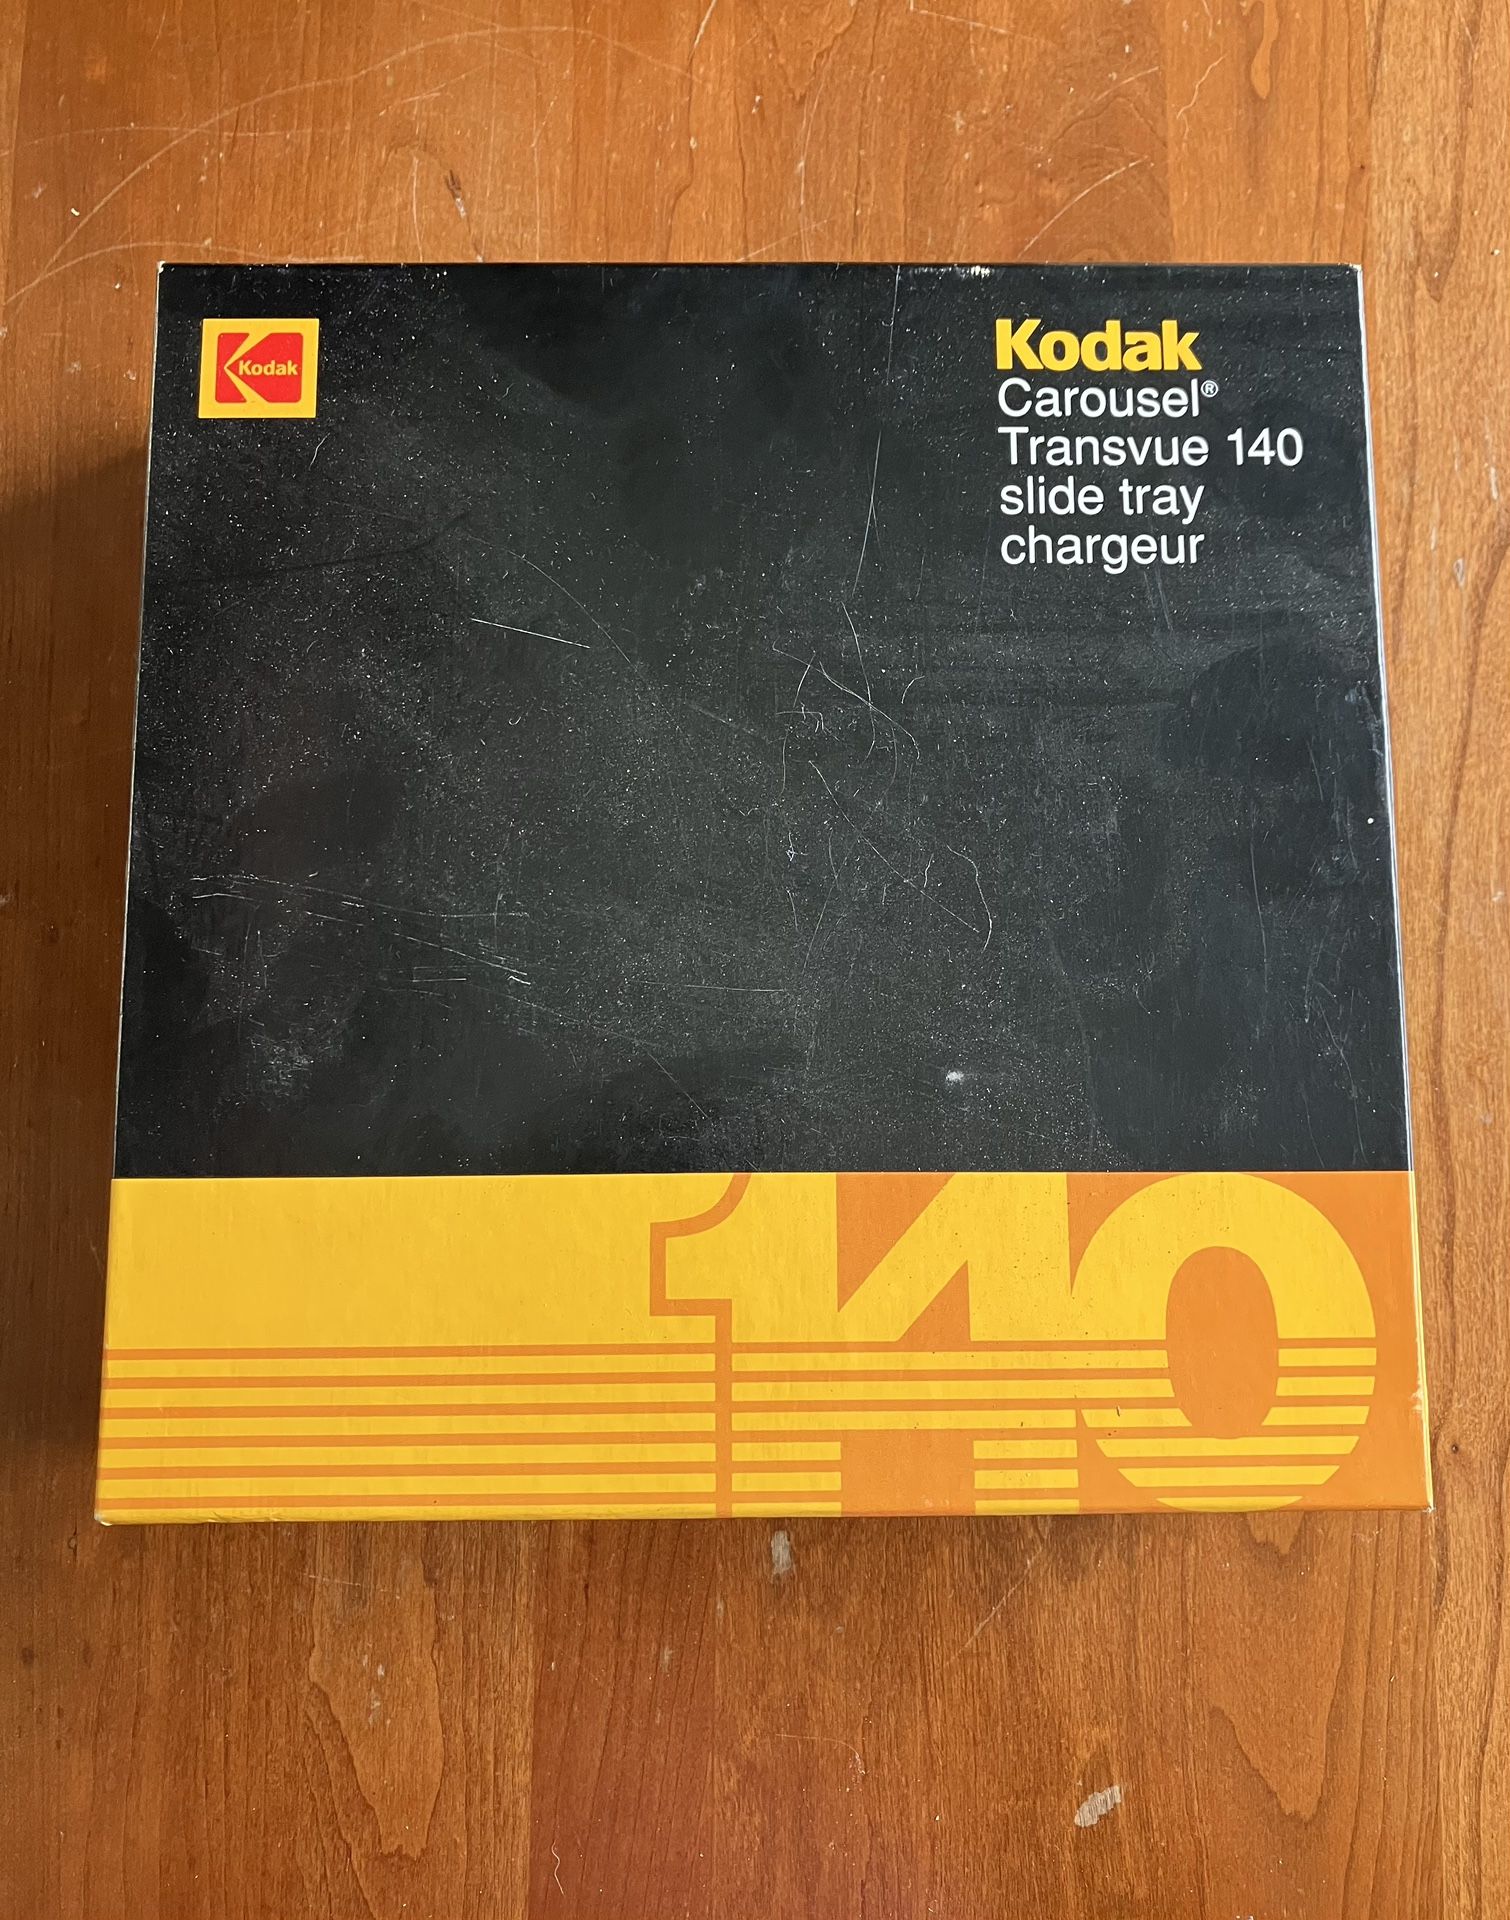 Kodak
Kodak
Carousel®
Transvue 140
slide tray
chargeur
140